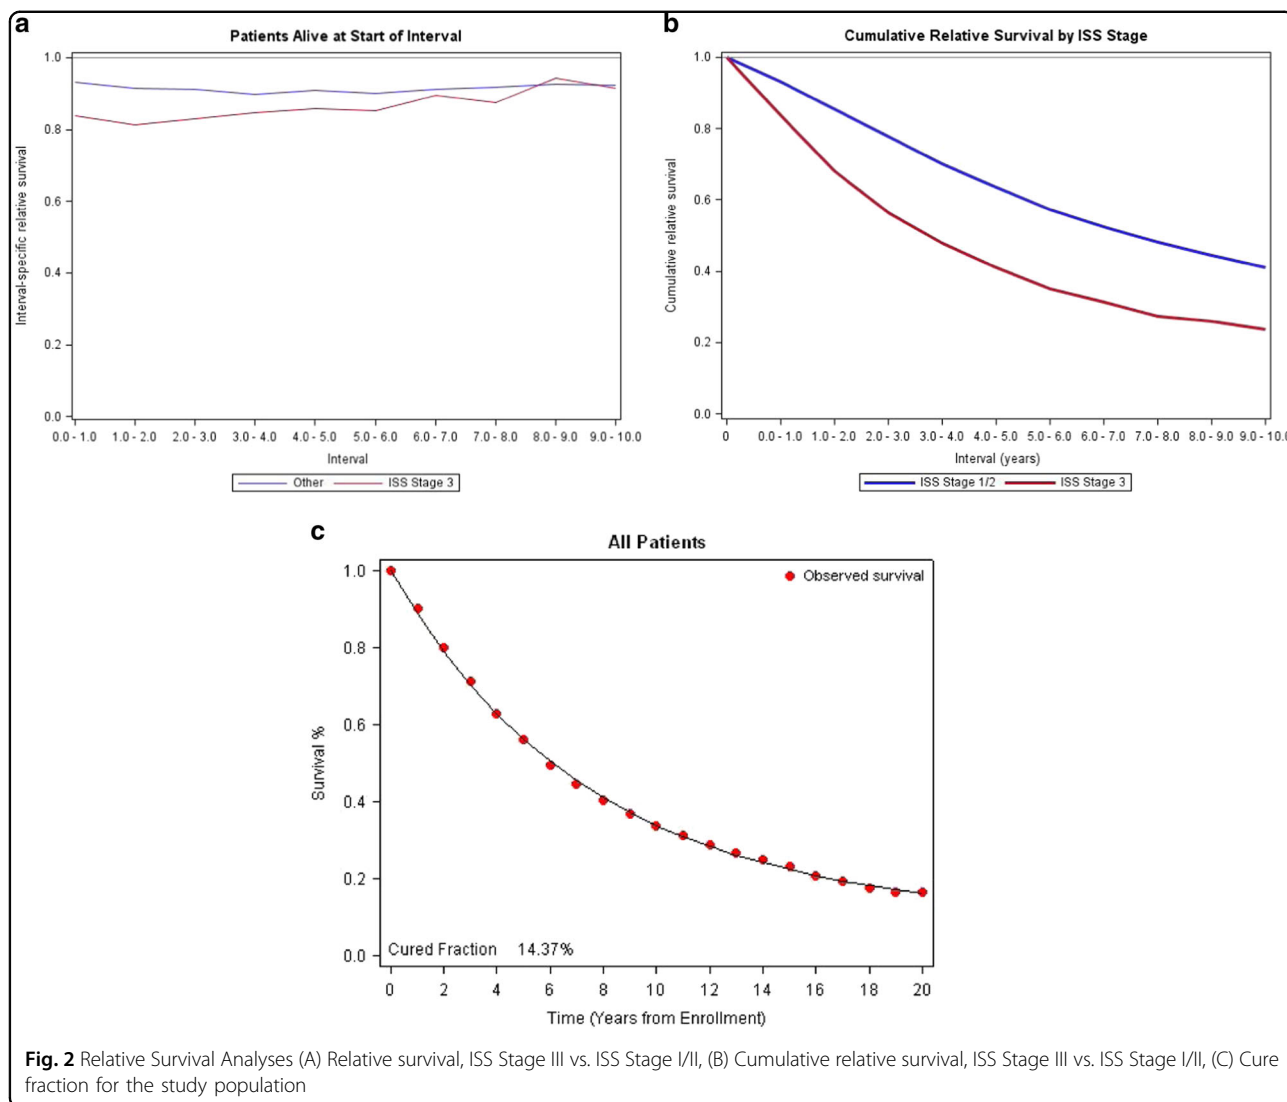 a
Patients Alive at Start of Interval
1.0
0.8
0.6
0.4
0.2
0.0
Interval-specific relative survival
0.0 - 1.0 1.0 - 2.0 2.0 - 3.0 3.0 - 4.0 4.0 - 5.0 5.0 - 6.0 6.0 - 7.0 7.0 - 8.0 8.0 - 9.0 9.0 - 10.0
Interval
Other ISS Stage 3
b
Cumulative Relative Survival by ISS Stage
1.0
0.8
0.6
0.4
0.2
0.0
Cumulative relative survival
0 0.0 - 1.0 1.0 - 2.0 2.0 - 3.0 3.0 - 4.0 4.0 - 5.0 5.0 - 6.0 6.0 - 7.0 7.0 - 8.0 8.0 - 9.0 9.0 - 10.0
Interval (years)
ISS Stage 1/2 ISS Stage 3
c
All Patients
Observed survival
1.0
0.8
0.6
0.4
0.2
0.0
Survival %
Cured Fraction 14.37%
0 2 4 6 8 10 12 14 16 18 20
Time (Years from Enrollment)
Fig. 2 Relative Survival Analyses (A) Relative survival, ISS Stage III vs. ISS Stage I/II, (B) Cumulative relative survival, ISS Stage III vs. ISS Stage I/II, (C) Cure
fraction for the study population